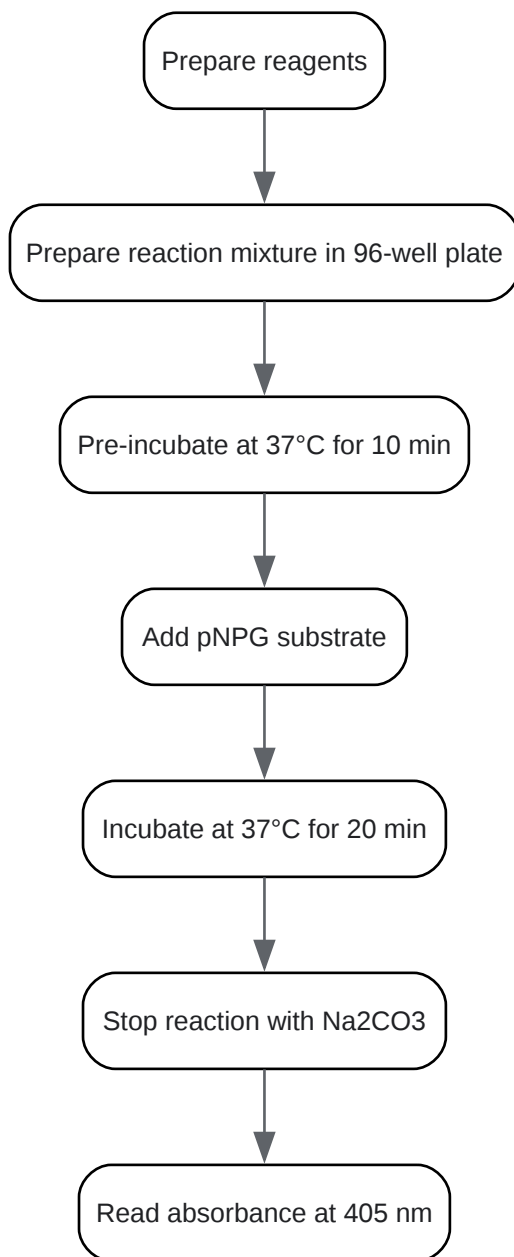 Prepare reagents
Prepare reaction mixture in 96-well plate
Pre-incubate at 37°C for 10 min
Add pNPG substrate
Incubate at 37°C for 20 min
Stop reaction with Na2CO3
Read absorbance at 405 nm